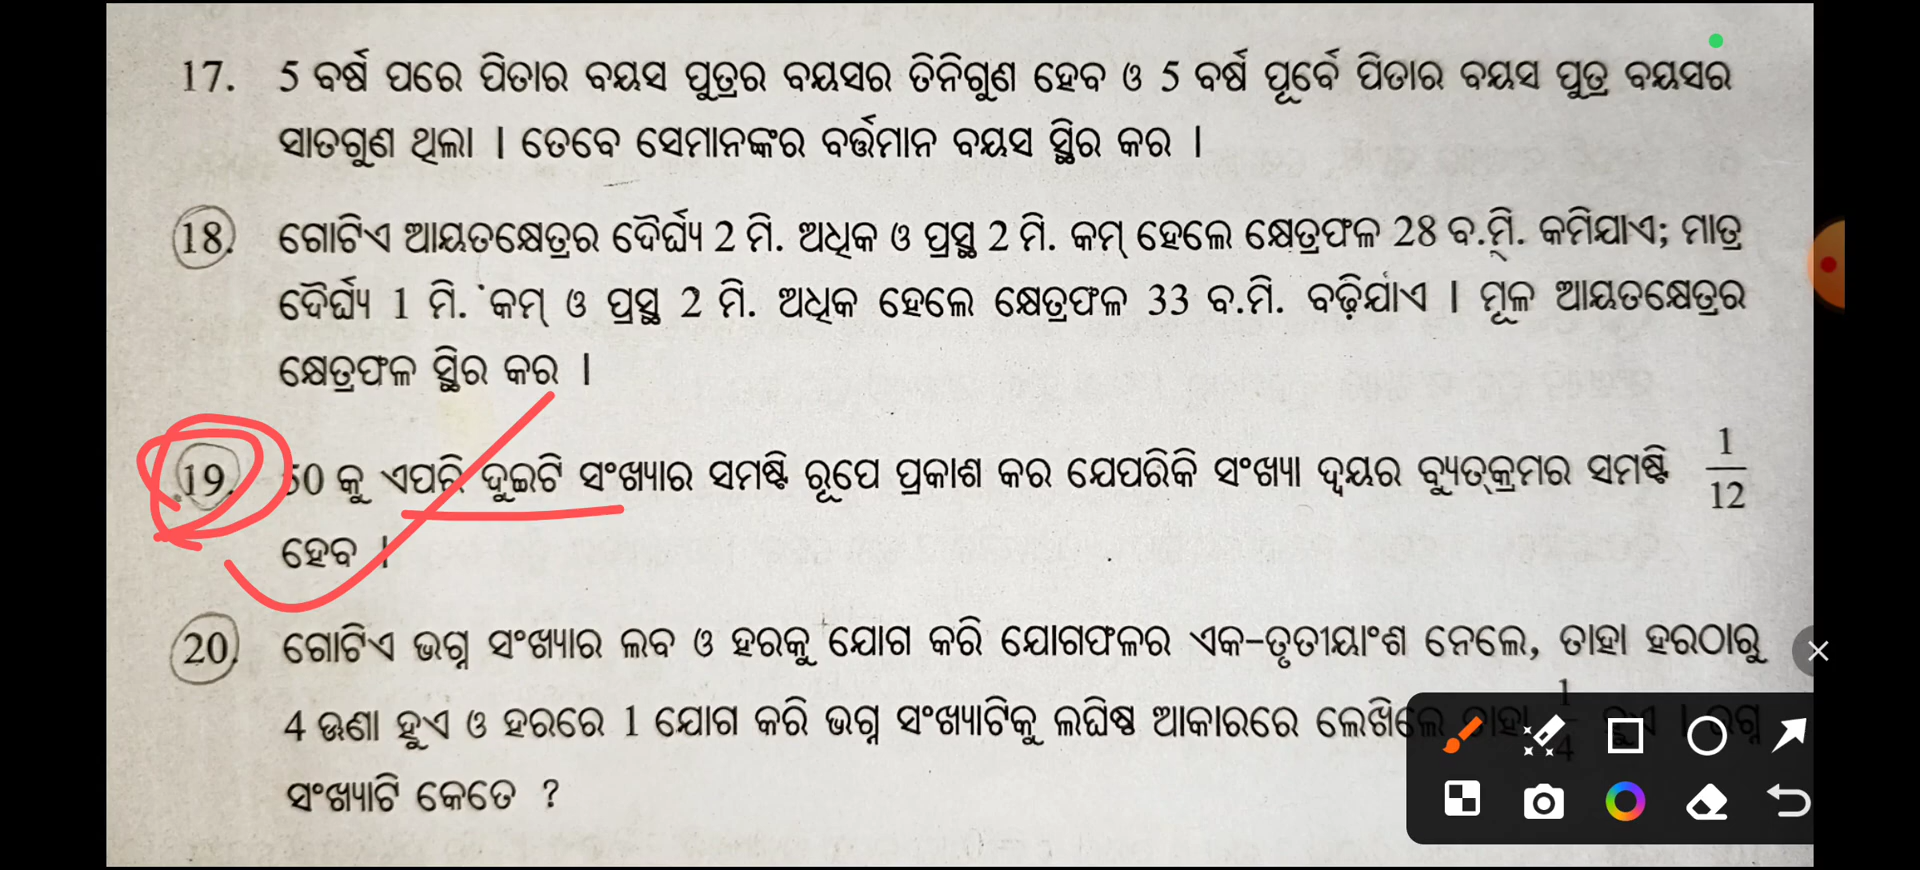 17. 5 ବର୍ଷ ପରେ ପିତାର ବୟସ ପୁତ୍ରର ବୟସର ତିନିଗୁଣ ହେବ ଓ 5 ବର୍ଷ ପୂର୍ବେ ପିତାର ବୟସ ପୁତ୍ର ବୟସର
ସାତଗୁଣ ଥିଲା । ତେବେ ସେମାନଙ୍କର ବର୍ତ୍ତମାନ ବୟସ ସ୍ଥିର କର ।
18. ଗୋଟିଏ ଆୟତକ୍ଷେତ୍ରର ଦୈର୍ଘ୍ୟ 2 ମି. ଅଧିକ ଓ ପ୍ରସ୍ଥ 2 ମି. କମ୍ ହେଲେ କ୍ଷେତ୍ରଫଳ 28 ବ.ମି. କମିଯାଏ; ମାତ୍ର
ଦୈର୍ଘ୍ୟ 1 ମି. କମ୍ ଓ ପ୍ରସ୍ଥ 2 ମି. ଅଧିକ ହେଲେ କ୍ଷେତ୍ରଫଳ 33 ବ.ମି. ବଢ଼ିଯାଏ । ମୂଳ ଆୟତକ୍ଷେତ୍ରର
କ୍ଷେତ୍ରଫଳ ସ୍ଥିର କର ।
19. 50 କୁ ଏପରି ଦୁଇଟି ସଂଖ୍ୟାର ସମଷ୍ଟି ରୂପେ ପ୍ରକାଶ କର ଯେପରିକି ସଂଖ୍ୟା ଦ୍ୱୟର ବ୍ୟୁତ୍କ୍ରମର ସମଷ୍ଟି 1/12
ହେବ ।
20. ଗୋଟିଏ ଭଗ୍ନ ସଂଖ୍ୟାର ଲବ ଓ ହରକୁ ଯୋଗ କରି ଯୋଗଫଳର ଏକ-ତୃତୀୟାଂଶ ନେଲେ, ତାହା ହରଠାରୁ
4 ଊଣା ହୁଏ ଓ ହରରେ 1 ଯୋଗ କରି ଭଗ୍ନ ସଂଖ୍ୟାଟିକୁ ଲଘିଷ୍ଠ ଆକାରରେ ଲେଖିଲେ ତାହା 1/4 ହୁଏ । ଭଗ୍ନ
ସଂଖ୍ୟାଟି କେତେ ?